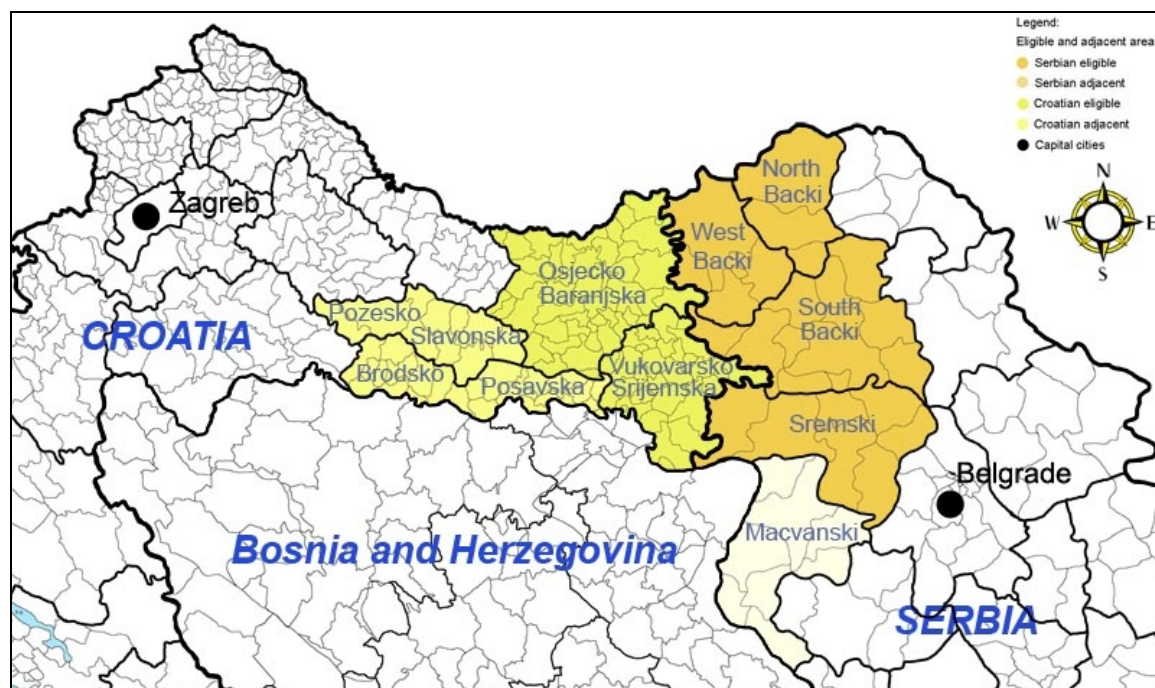 Legend:
Eligible and adjacent area
Serbian eligible
Serbian adjacent
Croatian eligible
Croatian adjacent
Capital cities
N
W E
S
North
Backi
Zagreb
West
Backi
Osjecko
Baranjska
South
Backi
Pozesko
Slavonska
CROATIA
Brodsko
Posavska
Vukovarsko
Srijemska
Sremski
Belgrade
Macvanski
Bosnia and Herzegovina
SERBIA